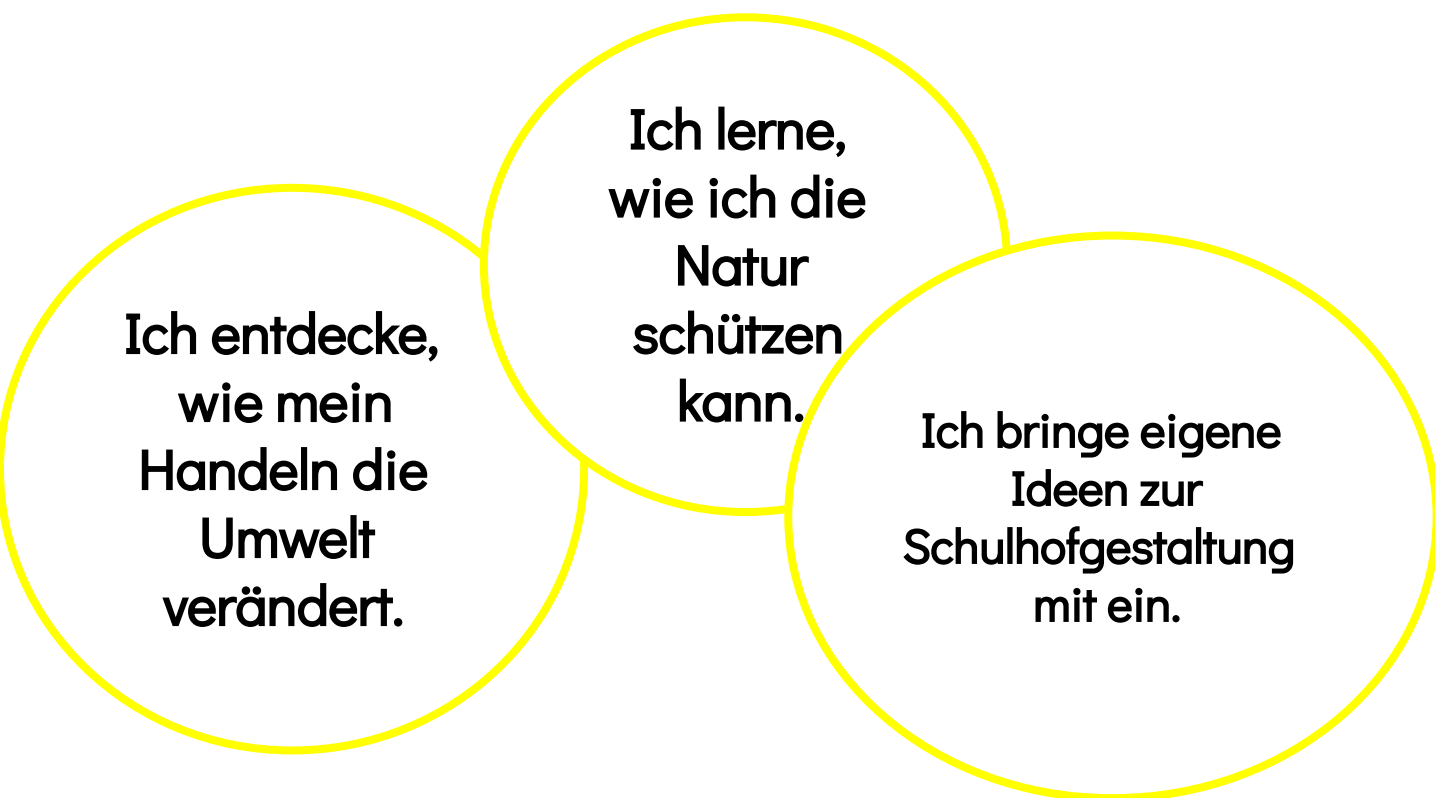 Ich entdecke,
wie mein
Handeln die
Umwelt
verändert.
Ich lerne,
wie ich die
Natur
schützen
kann.
Ich bringe eigene
Ideen zur
Schulhofgestaltung
mit ein.